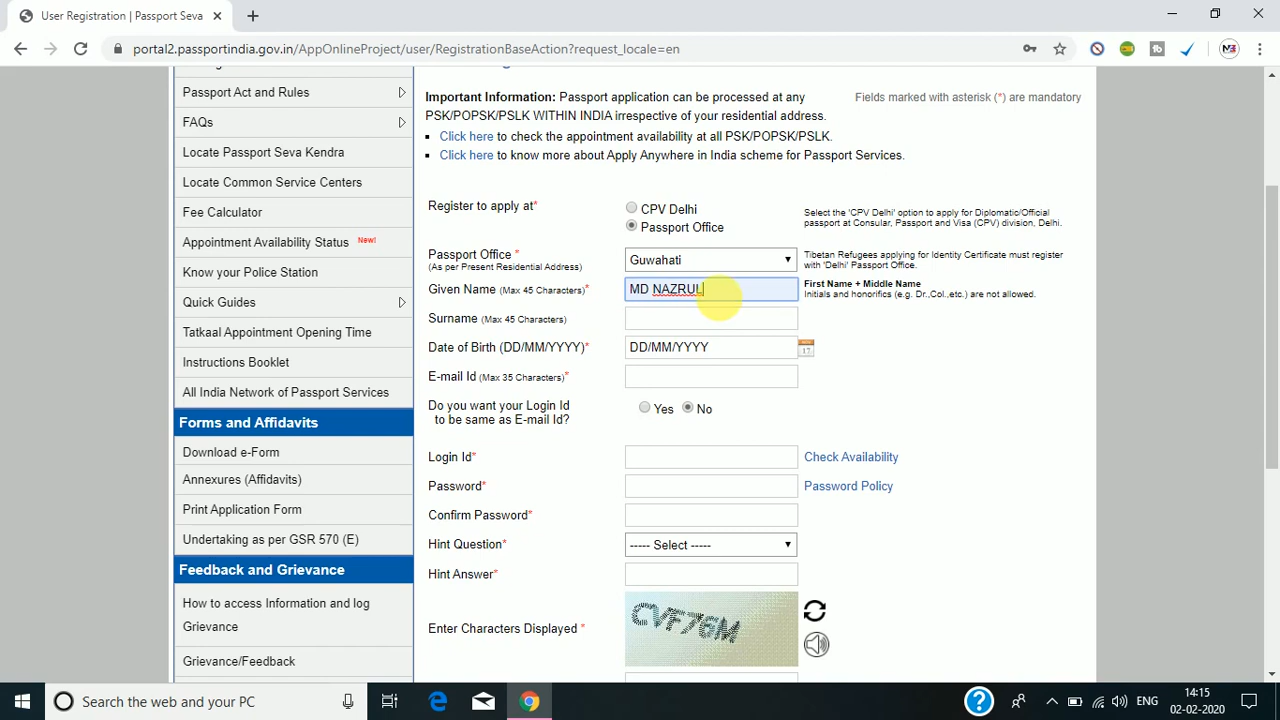 User Registration | Passport Seva
portal2.passportindia.gov.in/AppOnlineProject/user/RegistrationBaseAction?request_locale=en
Passport Act and Rules
FAQs
Locate Passport Seva Kendra
Locate Common Service Centers
Fee Calculator
Appointment Availability Status New!
Know your Police Station
Quick Guides
Tatkaal Appointment Opening Time
Instructions Booklet
All India Network of Passport Services
Forms and Affidavits
Download e-Form
Annexures (Affidavits)
Print Application Form
Undertaking as per GSR 570 (E)
Feedback and Grievance
How to access Information and log
Grievance
Grievance/Feedback
Important Information: Passport application can be processed at any
PSK/POPSK/PSLK WITHIN INDIA irrespective of your residential address.
Fields marked with asterisk (*) are mandatory
Click here to check the appointment availability at all PSK/POPSK/PSLK.
Click here to know more about Apply Anywhere in India scheme for Passport Services.
Register to apply at*
CPV Delhi
Passport Office
Select the 'CPV Delhi' option to apply for Diplomatic/Official
passport at Consular, Passport and Visa (CPV) division, Delhi.
Passport Office *
(As per Present Residential Address)
Guwahati
Tibetan Refugees applying for Identity Certificate must register
with 'Delhi' Passport Office.
Given Name (Max 45 Characters)*
MD NAZRUL
First Name + Middle Name
Initials and honorifics (e.g. Dr.,Col.,etc.) are not allowed.
Surname (Max 45 Characters)
Date of Birth (DD/MM/YYYY)*
DD/MM/YYYY
17
E-mail Id (Max 35 Characters)*
Do you want your Login Id
to be same as E-mail Id?
Yes No
Login Id*
Check Availability
Password*
Password Policy
Confirm Password*
Hint Question*
----- Select -----
Hint Answer*
Enter Characters Displayed *
CVF76M
Search the web and your PC
ENG
14:15
02-02-2020